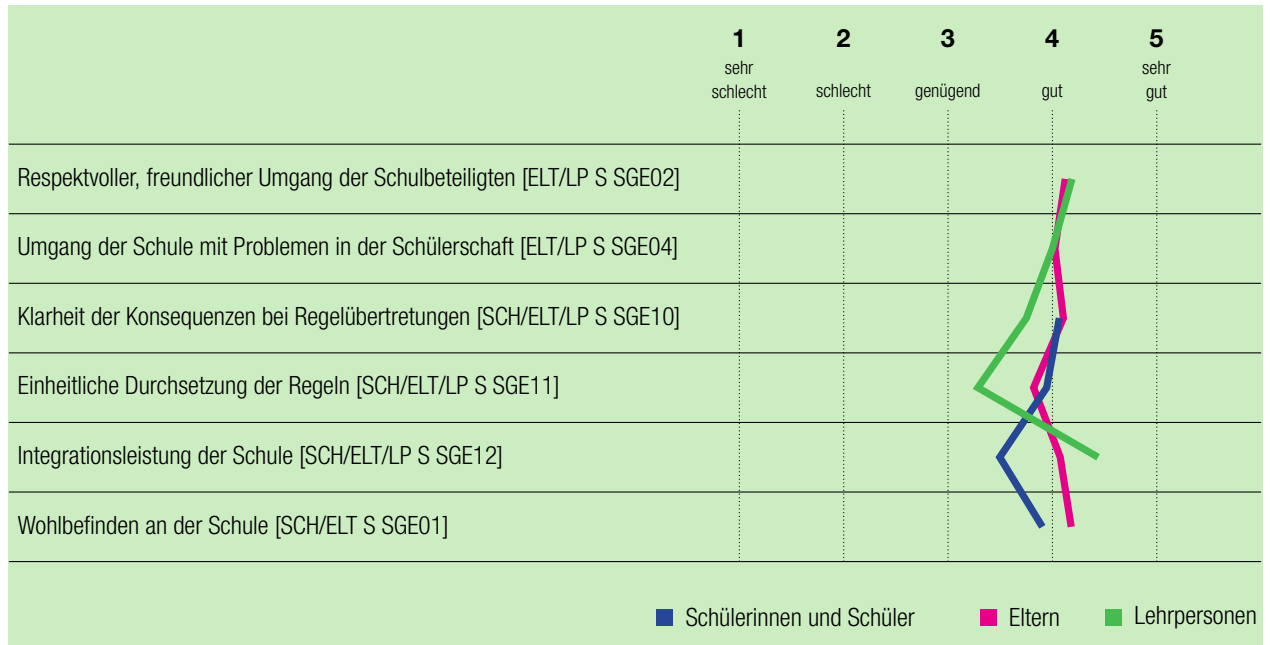 1 2 3 4 5
sehr schlecht schlecht genügend gut sehr gut
Respektvoller, freundlicher Umgang der Schulbeteiligten [ELT/LP S SGE02]
Umgang der Schule mit Problemen in der Schülerschaft [ELT/LP S SGE04]
Klarheit der Konsequenzen bei Regelübertretungen [SCH/ELT/LP S SGE10]
Einheitliche Durchsetzung der Regeln [SCH/ELT/LP S SGE11]
Integrationsleistung der Schule [SCH/ELT/LP S SGE12]
Wohlbefinden an der Schule [SCH/ELT S SGE01]
Schülerinnen und Schüler Eltern Lehrpersonen